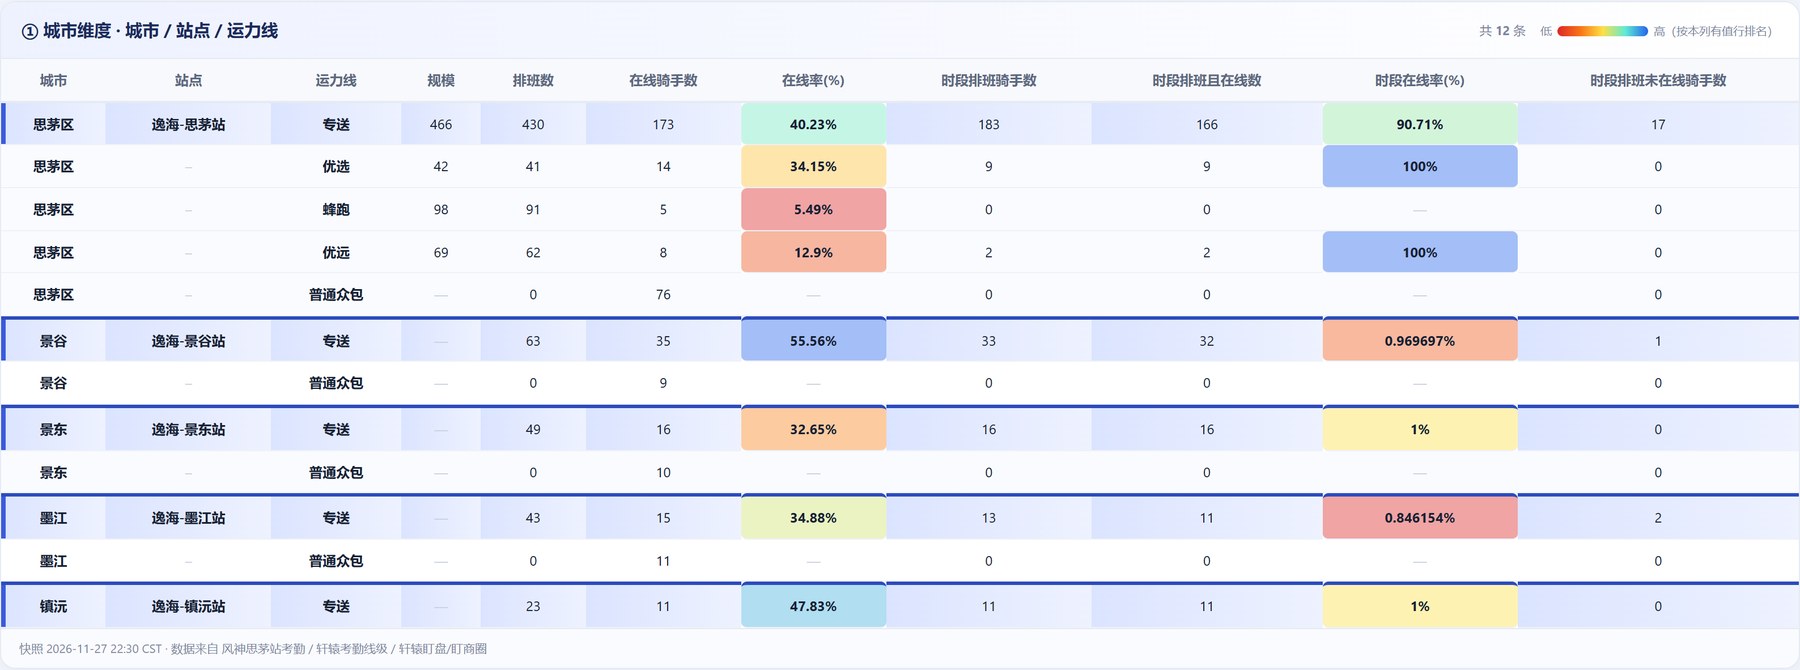 ① 城市维度 · 城市 / 站点 / 运力线
共 12 条 低 高 (按本列有值行排名)
城市 站点 运力线 规模 排班数 在线骑手数 在线率(%) 时段排班骑手数 时段排班且在线数 时段在线率(%) 时段排班未在线骑手数
思茅区 逸海-思茅站 专送 466 430 173 40.23% 183 166 90.71% 17
思茅区 – 优选 42 41 14 34.15% 9 9 100% 0
思茅区 – 蜂跑 98 91 5 5.49% 0 0 — 0
思茅区 – 优远 69 62 8 12.9% 2 2 100% 0
思茅区 – 普通众包 — 0 76 — 0 0 — 0
景谷 逸海-景谷站 专送 — 63 35 55.56% 33 32 0.969697% 1
景谷 – 普通众包 — 0 9 — 0 0 — 0
景东 逸海-景东站 专送 — 49 16 32.65% 16 16 1% 0
景东 – 普通众包 — 0 10 — 0 0 — 0
墨江 逸海-墨江站 专送 — 43 15 34.88% 13 11 0.846154% 2
墨江 – 普通众包 — 0 11 — 0 0 — 0
镇沅 逸海-镇沅站 专送 — 23 11 47.83% 11 11 1% 0
快照 2026-11-27 22:30 CST · 数据来自 风神思茅站考勤 / 轩辕考勤线级 / 轩辕盯盘/盯商圈